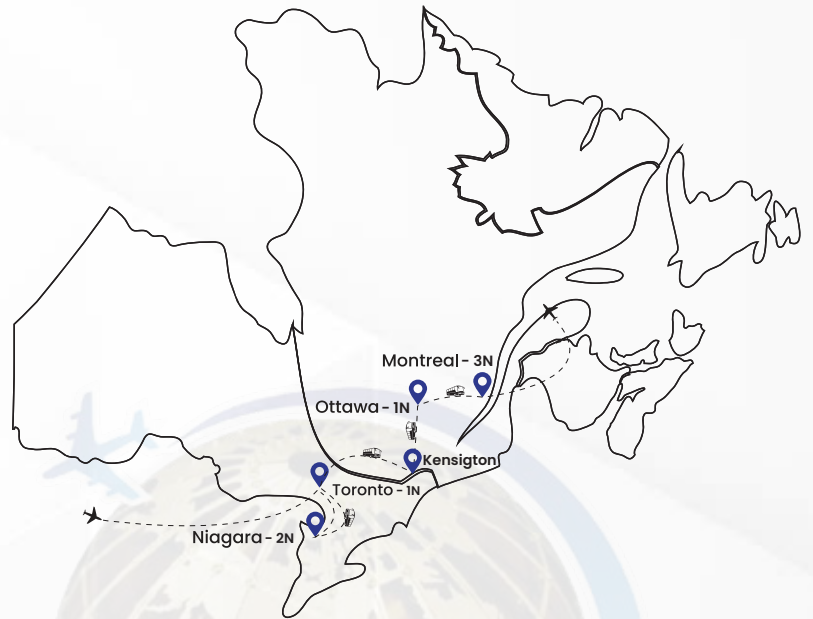 Montreal - 3N
Ottawa - 1N
Kensigton
Toronto - 1N
Niagara - 2N